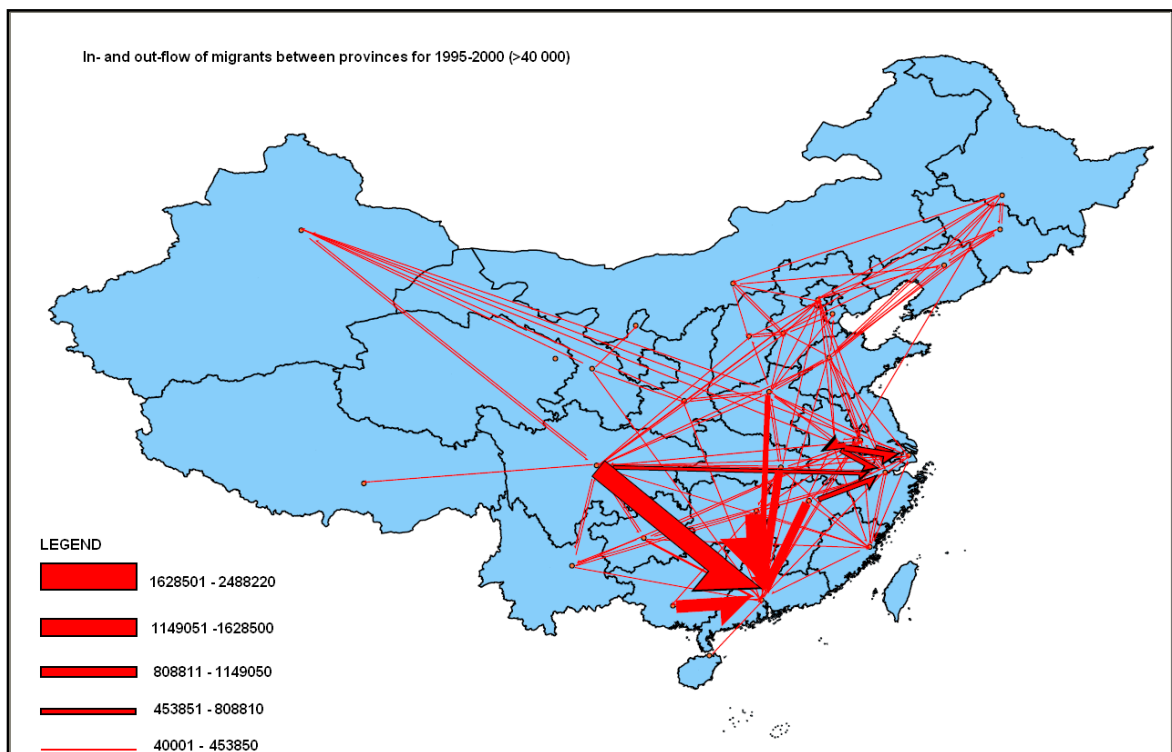 In- and out-flow of migrants between provinces for 1995-2000 (>40 000)
LEGEND
1628501 - 2488220
1149051 -1628500
808811 - 1149050
453851 - 808810
40001 - 453850